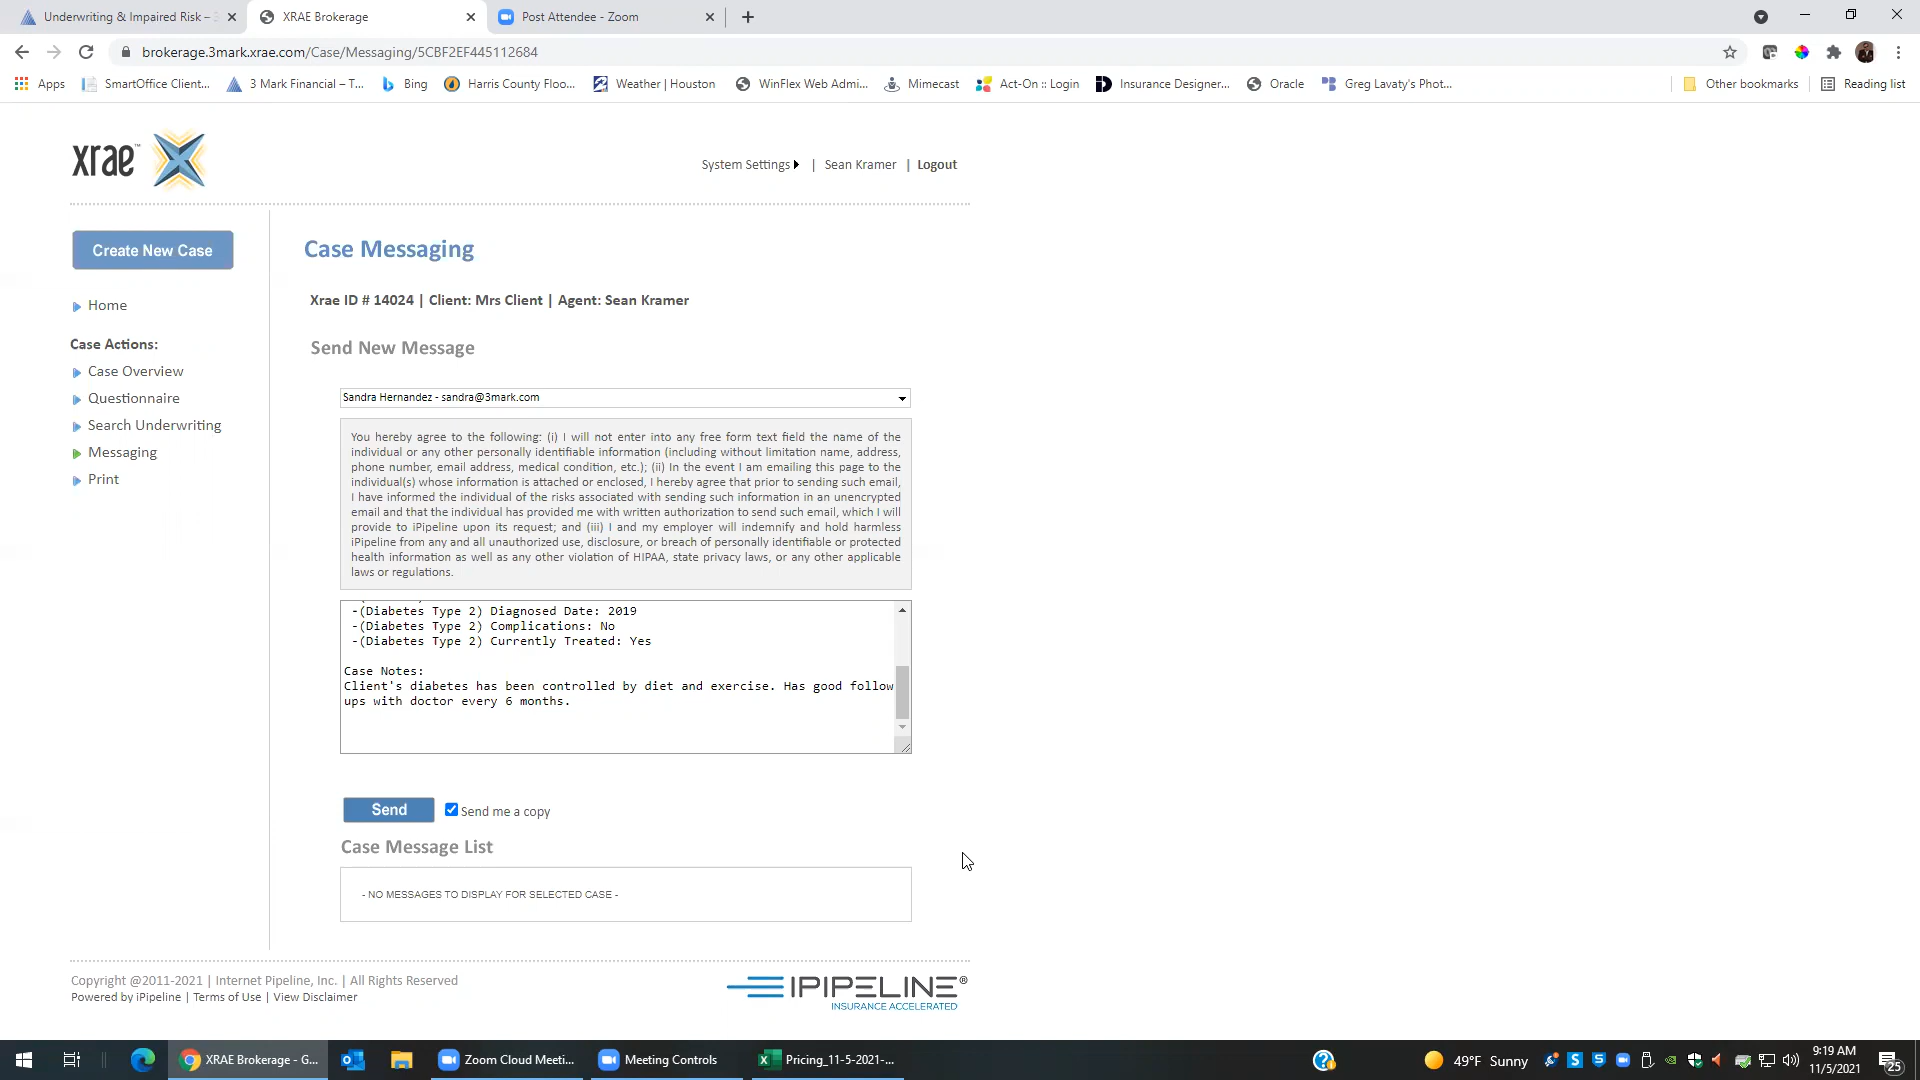 Underwriting & Impaired Risk –
XRAE Brokerage
Post Attendee - Zoom
brokerage.3mark.xrae.com/Case/Messaging/5CBF2EF445112684
Apps
SmartOffice Client...
3 Mark Financial – T...
Bing
Harris County Floo...
Weather | Houston
WinFlex Web Admi...
Mimecast
Act-On :: Login
Insurance Designer...
Oracle
Greg Lavaty's Phot...
Other bookmarks
Reading list
xrae™
System Settings | Sean Kramer | Logout
Create New Case
Home
Case Actions:
Case Overview
Questionnaire
Search Underwriting
Messaging
Print
Case Messaging
Xrae ID # 14024 | Client: Mrs Client | Agent: Sean Kramer
Send New Message
Sandra Hernandez - sandra@3mark.com
You hereby agree to the following: (i) I will not enter into any free form text field the name of the
individual or any other personally identifiable information (including without limitation name, address,
phone number, email address, medical condition, etc.); (ii) In the event I am emailing this page to the
individual(s) whose information is attached or enclosed, I hereby agree that prior to sending such email,
I have informed the individual of the risks associated with sending such information in an unencrypted
email and that the individual has provided me with written authorization to send such email, which I will
provide to iPipeline upon its request; and (iii) I and my employer will indemnify and hold harmless
iPipeline from any and all unauthorized use, disclosure, or breach of personally identifiable or protected
health information as well as any other violation of HIPAA, state privacy laws, or any other applicable
laws or regulations.
-(Diabetes Type 2) Diagnosed Date: 2019
-(Diabetes Type 2) Complications: No
-(Diabetes Type 2) Currently Treated: Yes
Case Notes:
Client's diabetes has been controlled by diet and exercise. Has good follow
ups with doctor every 6 months.
Send
Send me a copy
Case Message List
- NO MESSAGES TO DISPLAY FOR SELECTED CASE -
Copyright @2011-2021 | Internet Pipeline, Inc. | All Rights Reserved
Powered by iPipeline | Terms of Use | View Disclaimer
IPIPELINE®
INSURANCE ACCELERATED
XRAE Brokerage - G...
Zoom Cloud Meeti...
Meeting Controls
Pricing_11-5-2021-...
49°F Sunny
9:19 AM
11/5/2021
25